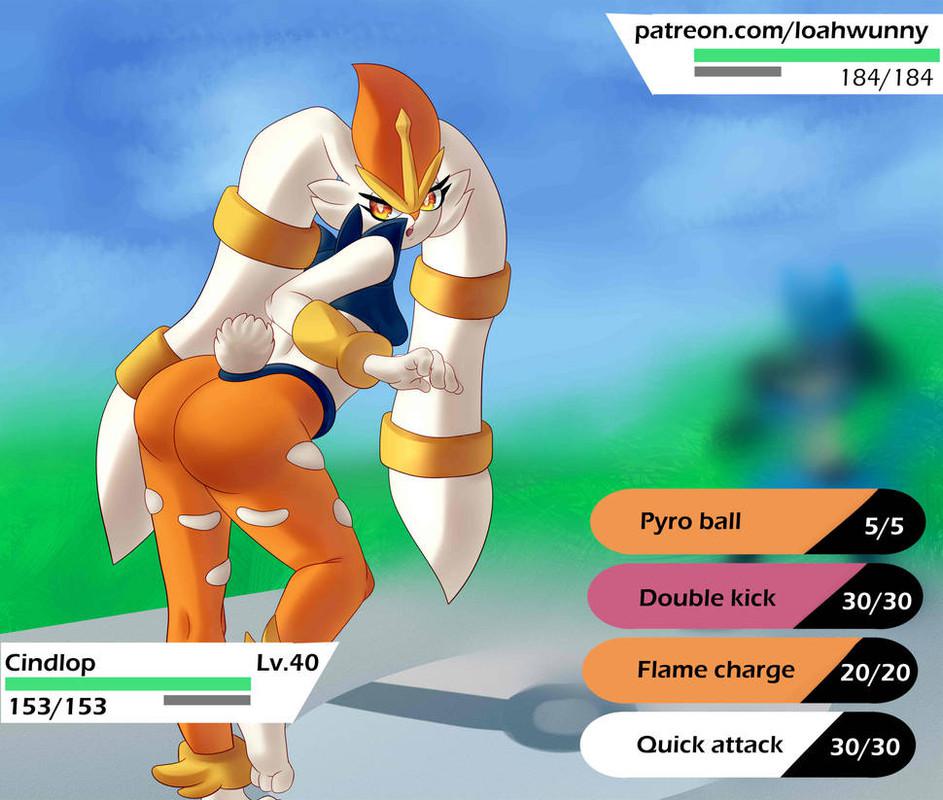 patreon.com/loahwunny
184/184
Pyro ball 5/5
Double kick 30/30
Flame charge 20/20
Quick attack 30/30
Cindlop Lv.40
153/153